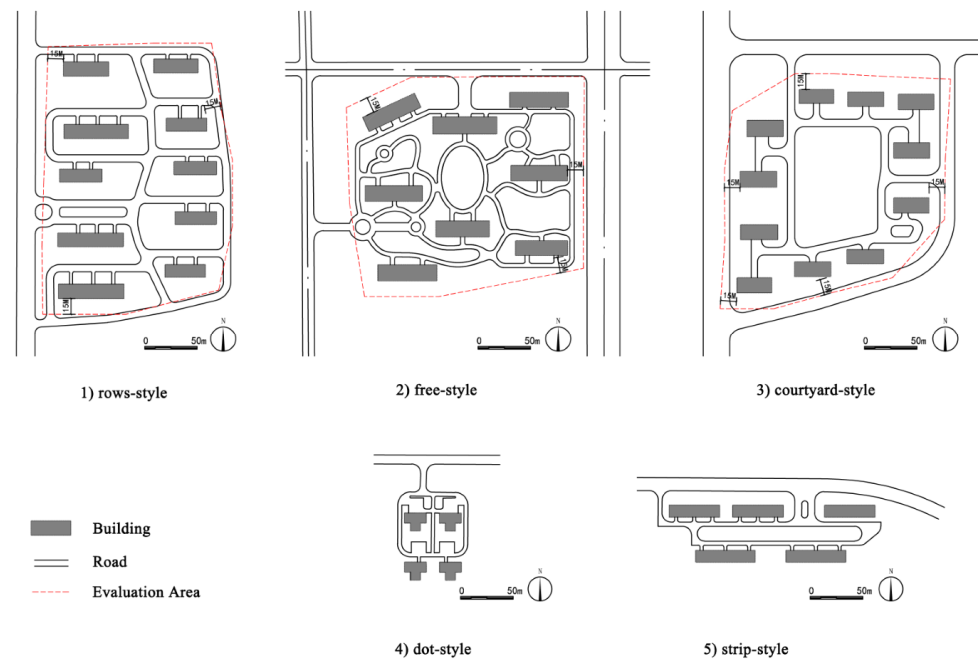 15M
15M
15M
N
0 50m
1) rows-style
15M
15M
15M
N
0 50m
2) free-style
15M
15M
15M
15M
15M
N
0 50m
3) courtyard-style
Building
Road
Evaluation Area
N
0 50m
4) dot-style
N
0 50m
5) strip-style